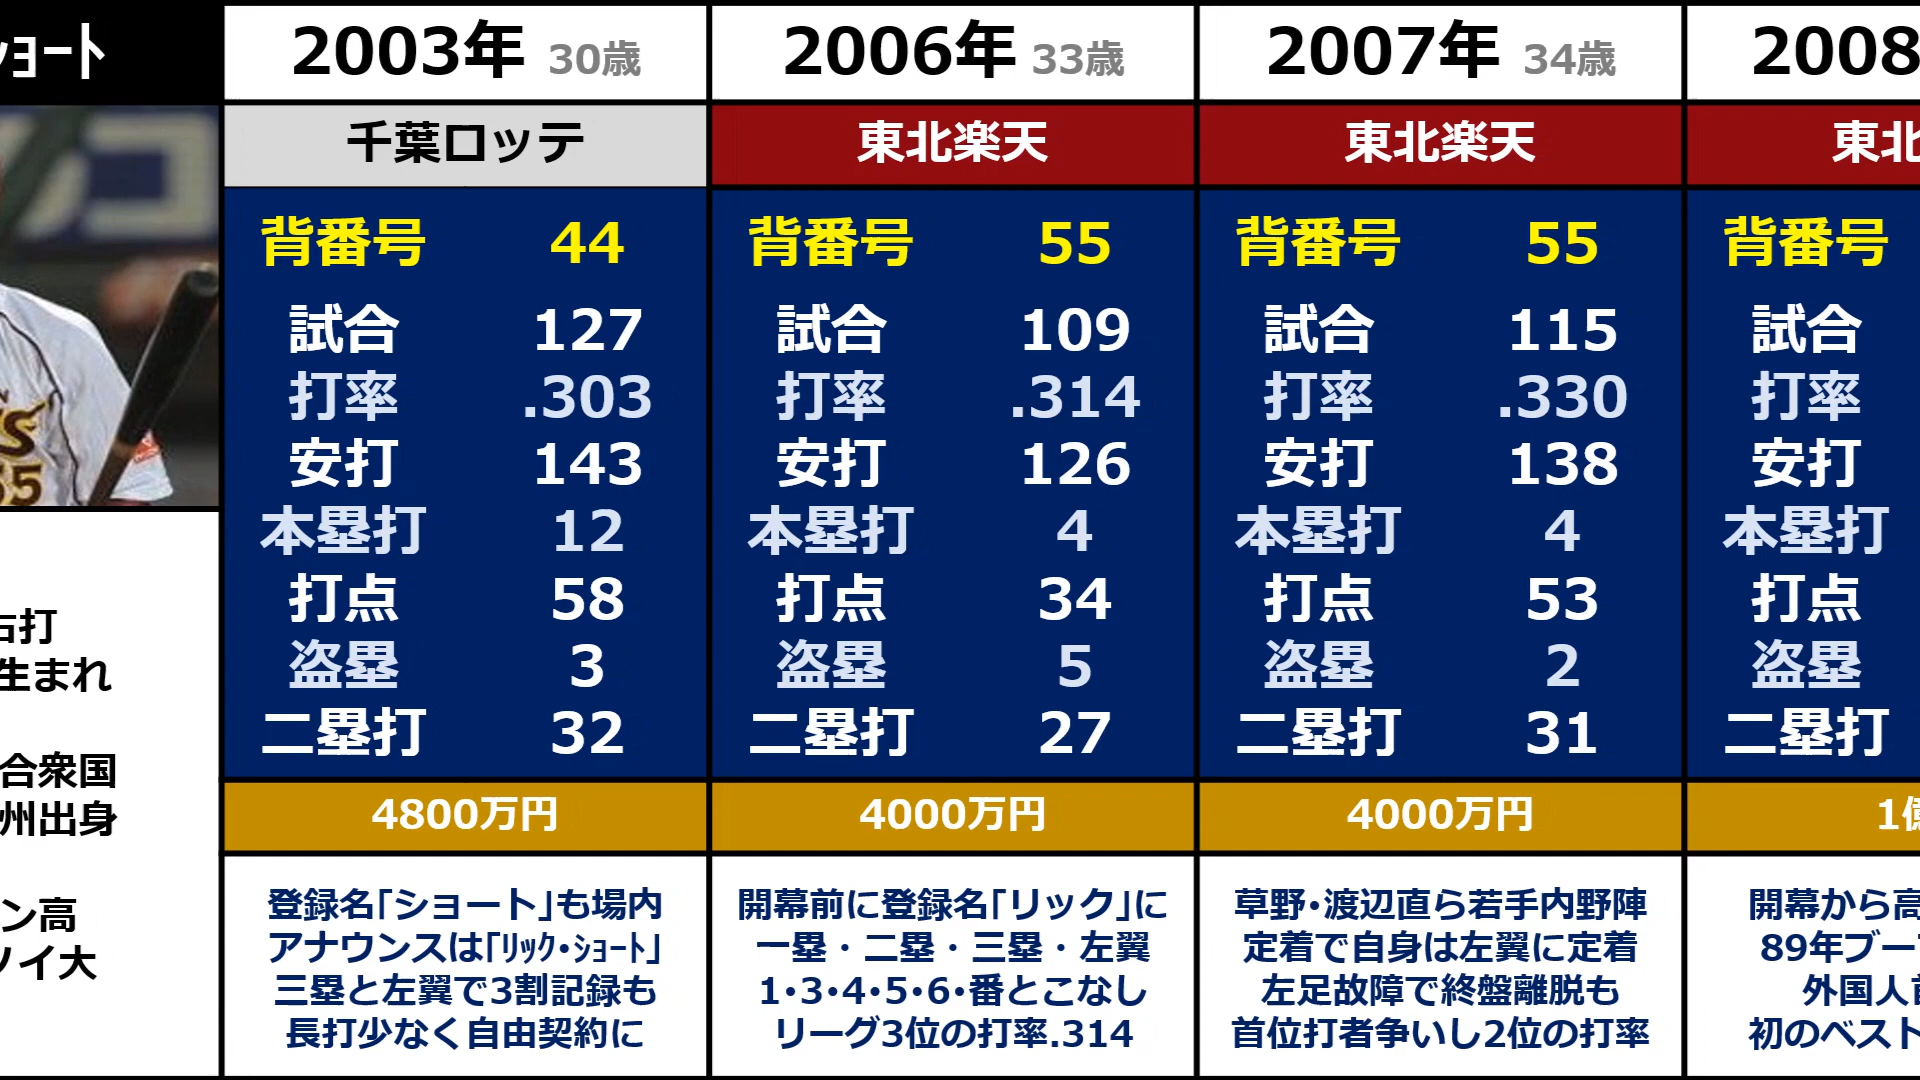 ｼｮｰﾄ
55
右打
生まれ
合衆国
州出身
ン高
ノイ大
2003年 30歳
千葉ロッテ
背番号 44
試合 127
打率 .303
安打 143
本塁打 12
打点 58
盗塁 3
二塁打 32
4800万円
登録名｢ショート｣も場内
アナウンスは｢ﾘｯｸ･ｼｮｰﾄ｣
三塁と左翼で3割記録も
長打少なく自由契約に
2006年 33歳
東北楽天
背番号 55
試合 109
打率 .314
安打 126
本塁打 4
打点 34
盗塁 5
二塁打 27
4000万円
開幕前に登録名｢リック｣に
一塁・二塁・三塁・左翼
1･3･4･5･6･番とこなし
リーグ3位の打率.314
2007年 34歳
東北楽天
背番号 55
試合 115
打率 .330
安打 138
本塁打 4
打点 53
盗塁 2
二塁打 31
4000万円
草野･渡辺直ら若手内野陣
定着で自身は左翼に定着
左足故障で終盤離脱も
首位打者争いし2位の打率
2008
東北
背番号
試合
打率
安打
本塁打
打点
盗塁
二塁打
1億
開幕から高
89年ブー
外国人首
初のベスト